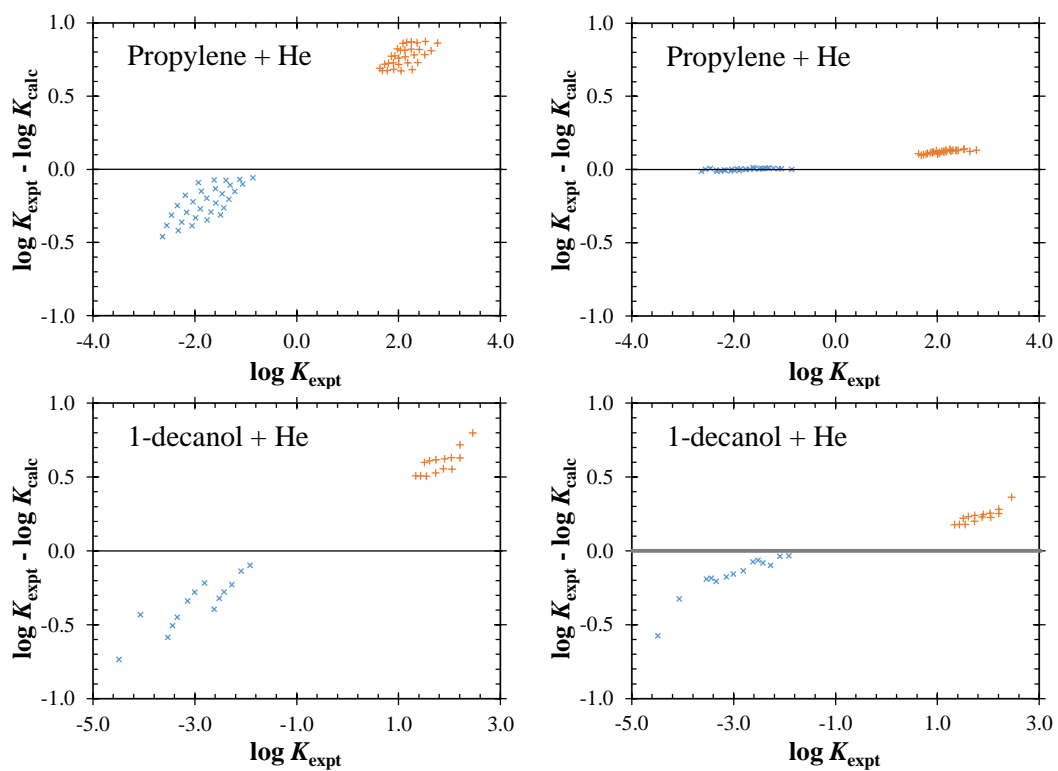 1.0
0.5
0.0
-0.5
-1.0
log K_expt - log K_calc
Propylene + He
-4.0 -2.0 0.0 2.0 4.0
log K_expt
1.0
0.5
0.0
-0.5
-1.0
log K_expt - log K_calc
Propylene + He
-4.0 -2.0 0.0 2.0 4.0
log K_expt
1.0
0.5
0.0
-0.5
-1.0
log K_expt - log K_calc
1-decanol + He
-5.0 -3.0 -1.0 1.0 3.0
log K_expt
1.0
0.5
0.0
-0.5
-1.0
log K_expt - log K_calc
1-decanol + He
-5.0 -3.0 -1.0 1.0 3.0
log K_expt